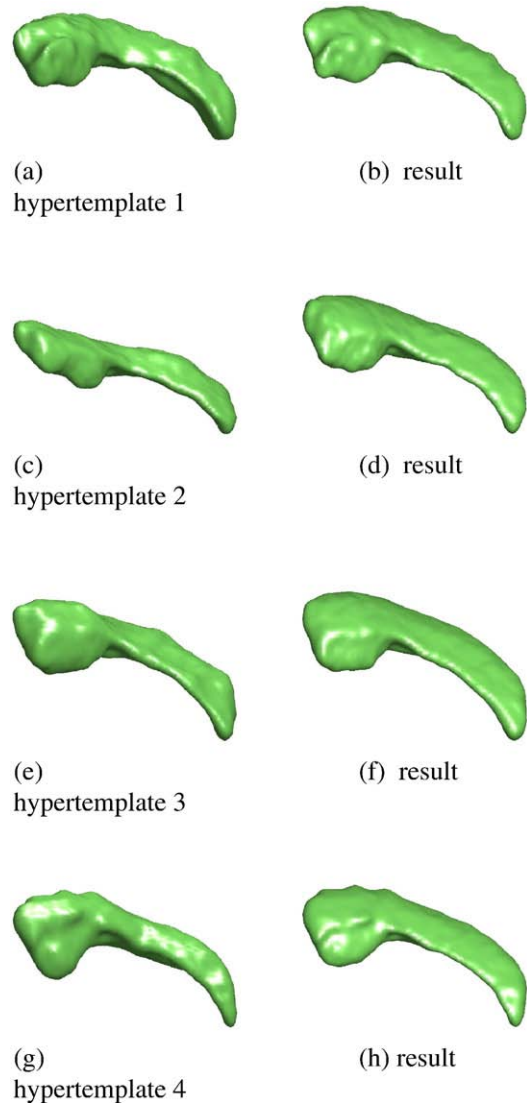 (a)
hypertemplate 1
(b) result
(c)
hypertemplate 2
(d) result
(e)
hypertemplate 3
(f) result
(g)
hypertemplate 4
(h) result